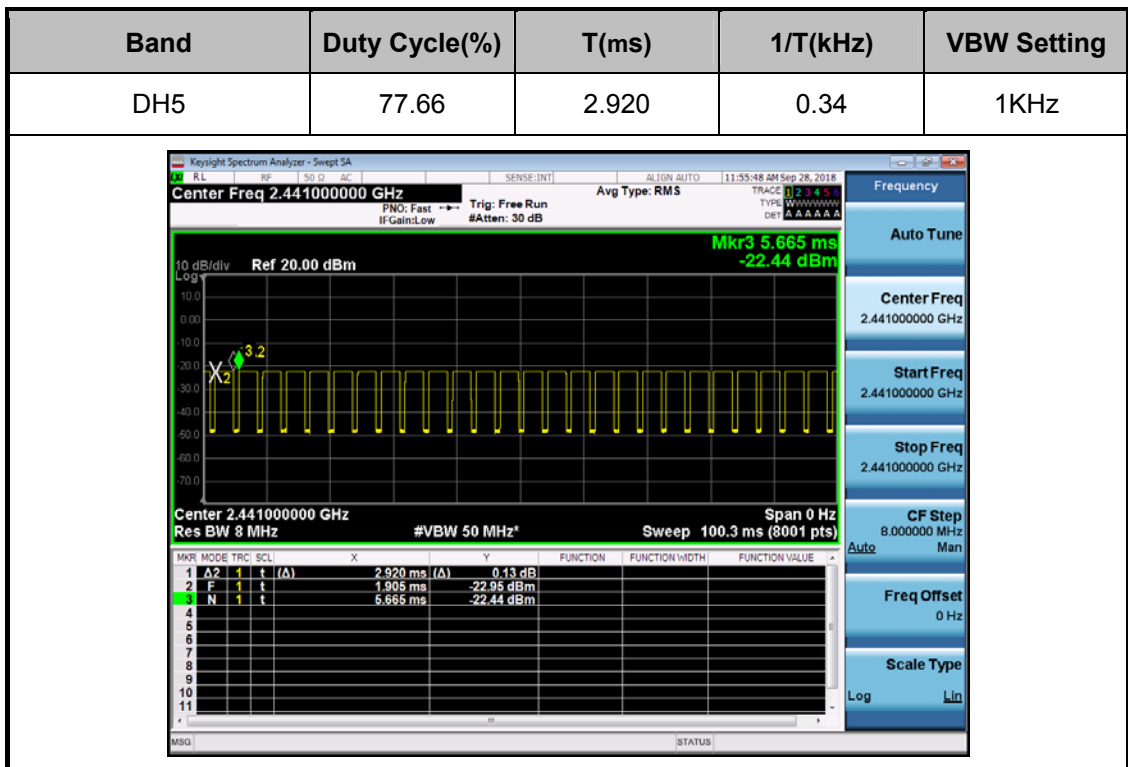 Band Duty Cycle(%) T(ms) 1/T(kHz) VBW Setting
DH5 77.66 2.920 0.34 1KHz
Keysight Spectrum Analyzer - Swept SA
RL RF 50 Ω AC SENSE:INT ALIGN AUTO 11:55:48 AM Sep 28, 2018
Center Freq 2.441000000 GHz Avg Type: RMS TRACE 1 2 3 4 5 6
PNO: Fast Trig: Free Run TYPE WWWWWW
IFGain:Low #Atten: 30 dB DET A A A A A A
Frequency
Auto Tune
Center Freq
2.441000000 GHz
Start Freq
2.441000000 GHz
Stop Freq
2.441000000 GHz
CF Step
8.000000 MHz
Auto Man
Freq Offset
0 Hz
Scale Type
Log Lin
Mkr3 5.665 ms
-22.44 dBm
10 dB/div Ref 20.00 dBm
Log
10.0
0.00
-10.0
-20.0
-30.0
-40.0
-50.0
-60.0
-70.0
X2
3,2
Center 2.441000000 GHz Span 0 Hz
Res BW 8 MHz #VBW 50 MHz* Sweep 100.3 ms (8001 pts)
MKR MODE TRC SCL X Y FUNCTION FUNCTION WIDTH FUNCTION VALUE
1 Δ2 1 t (Δ) 2.920 ms (Δ) 0.13 dB
2 F 1 t 1.905 ms -22.95 dBm
3 N 1 t 5.665 ms -22.44 dBm
4
5
6
7
8
9
10
11
MSG STATUS